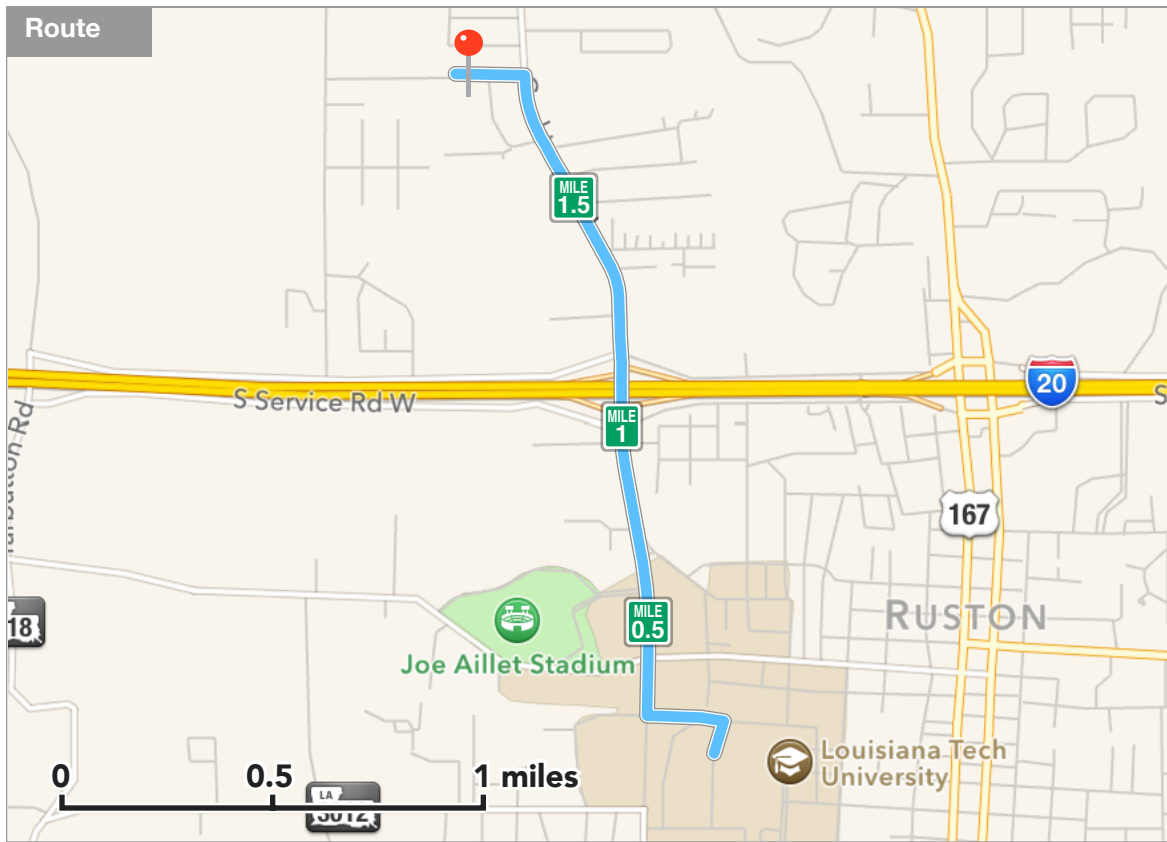 Route
MILE
1.5
20
S Service Rd W
S
MILE
1
167
MILE
0.5
RUSTON
18
Joe Aillet Stadium
Louisiana Tech
University
0 0.5 1 miles
LA
3012